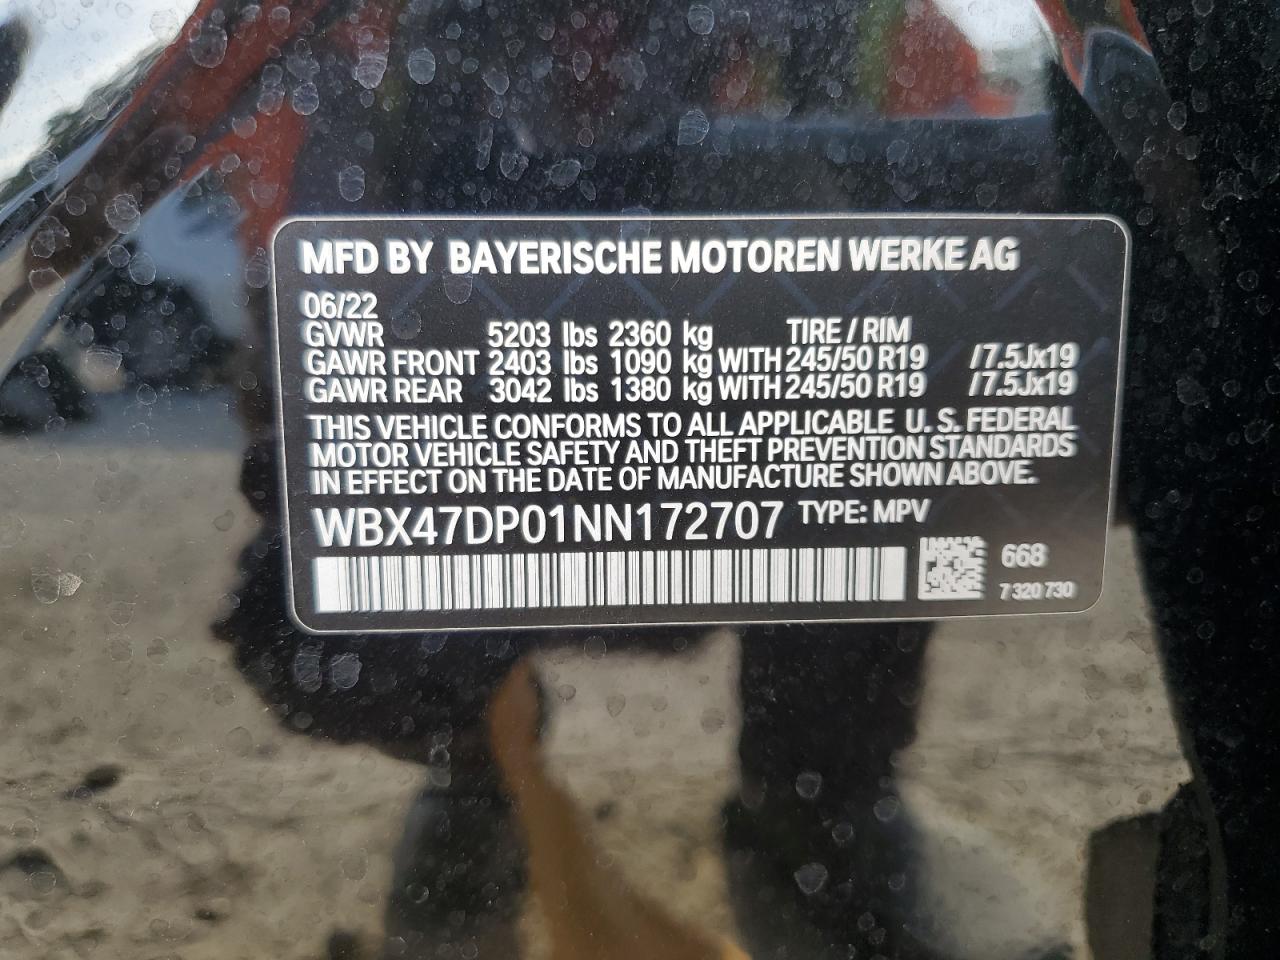 MFD BY BAYERISCHE MOTOREN WERKE AG
06/22
GVWR 5203 lbs 2360 kg TIRE / RIM
GAWR FRONT 2403 lbs 1090 kg WITH 245/50 R19 /7.5Jx19
GAWR REAR 3042 lbs 1380 kg WITH 245/50 R19 /7.5Jx19
THIS VEHICLE CONFORMS TO ALL APPLICABLE U.S. FEDERAL
MOTOR VEHICLE SAFETY AND THEFT PREVENTION STANDARDS
IN EFFECT ON THE DATE OF MANUFACTURE SHOWN ABOVE.
WBX47DP01NN172707 TYPE: MPV
668
7 320 730